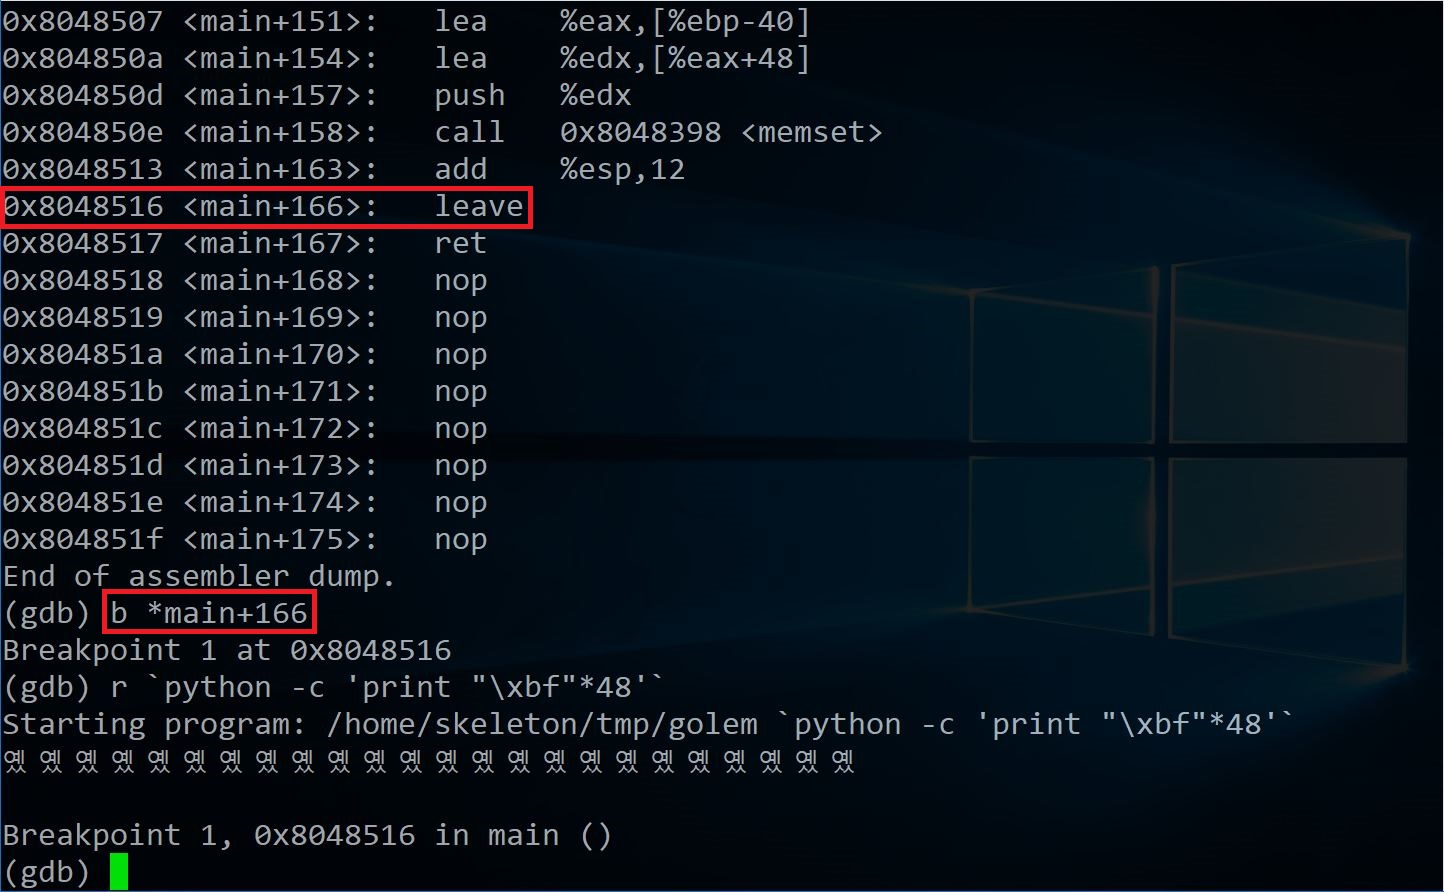 0x8048507 <main+151>:   lea    %eax,[%ebp-40]
0x804850a <main+154>:   lea    %edx,[%eax+48]
0x804850d <main+157>:   push   %edx
0x804850e <main+158>:   call   0x8048398 <memset>
0x8048513 <main+163>:   add    %esp,12
0x8048516 <main+166>:   leave
0x8048517 <main+167>:   ret
0x8048518 <main+168>:   nop
0x8048519 <main+169>:   nop
0x804851a <main+170>:   nop
0x804851b <main+171>:   nop
0x804851c <main+172>:   nop
0x804851d <main+173>:   nop
0x804851e <main+174>:   nop
0x804851f <main+175>:   nop
End of assembler dump.
(gdb) b *main+166
Breakpoint 1 at 0x8048516
(gdb) r `python -c 'print "\xbf"*48'`
Starting program: /home/skeleton/tmp/golem `python -c 'print "\xbf"*48'`
옜 옜 옜 옜 옜 옜 옜 옜 옜 옜 옜 옜 옜 옜 옜 옜 옜 옜 옜 옜 옜 옜 옜 옜
Breakpoint 1, 0x8048516 in main ()
(gdb)